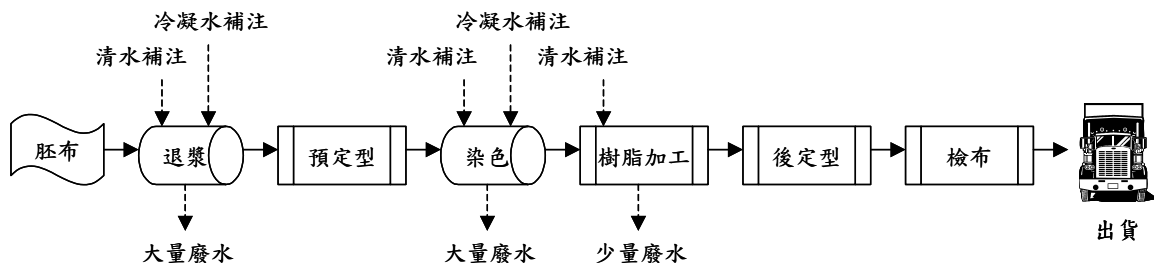 冷凝水補注
冷凝水補注
清水補注
清水補注
清水補注
胚布
退漿
預定型
染色
樹脂加工
後定型
檢布
出貨
大量廢水
大量廢水
少量廢水